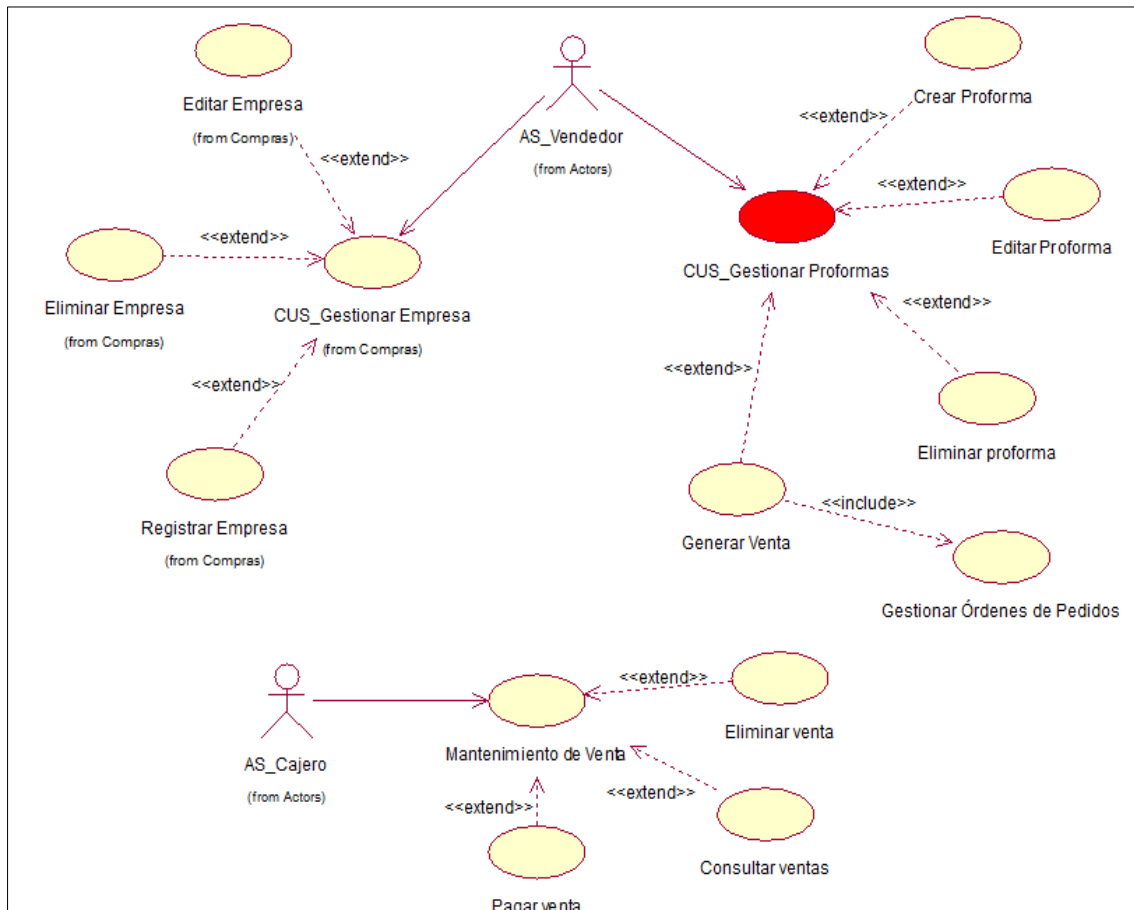 Editar Empresa
(from Compras)
<<extend>>
AS_Vendedor
(from Actors)
Crear Proforma
<<extend>>
<<extend>>
Editar Proforma
<<extend>>
Eliminar Empresa
(from Compras)
CUS_Gestionar Empresa
(from Compras)
CUS_Gestionar Proformas
<<extend>>
<<extend>>
<<extend>>
Eliminar proforma
Registrar Empresa
(from Compras)
Generar Venta
<<include>>
Gestionar Órdenes de Pedidos
AS_Cajero
(from Actors)
Mantenimiento de Venta
<<extend>>
Eliminar venta
<<extend>>
<<extend>>
Consultar ventas
Pagar venta